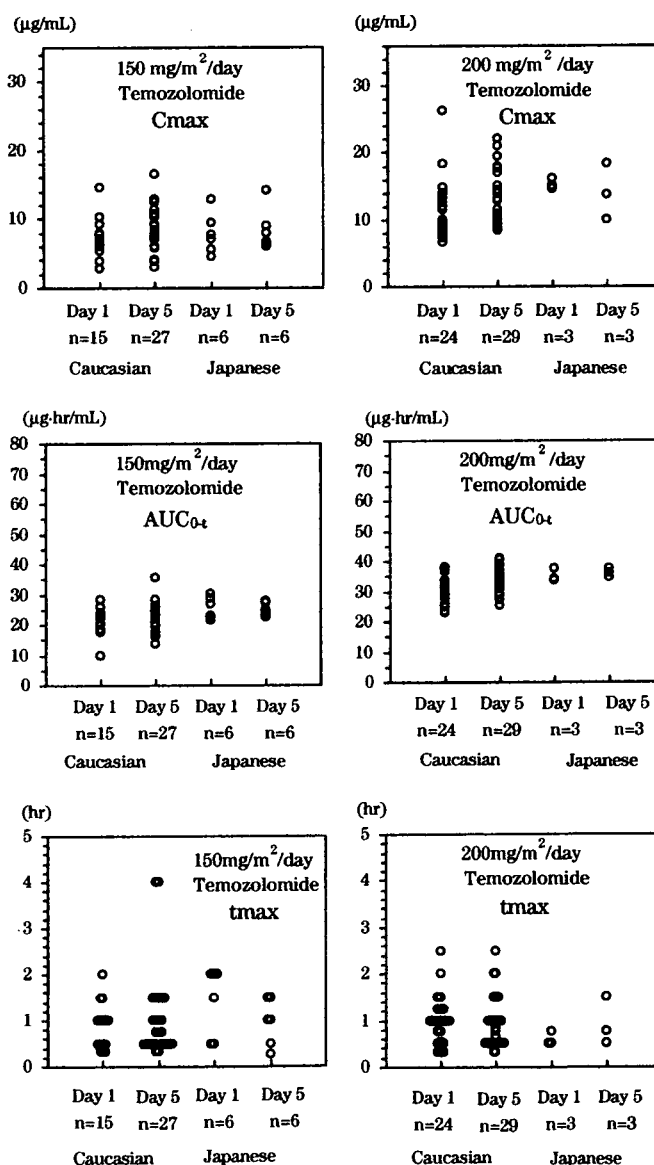 (μg/mL)
150 mg/m²/day
Temozolomide
Cmax
30
20
10
0
Day 1 Day 5 Day 1 Day 5
n=15 n=27 n=6 n=6
Caucasian Japanese
(μg/mL)
200 mg/m² /day
Temozolomide
Cmax
30
20
10
0
Day 1 Day 5 Day 1 Day 5
n=24 n=29 n=3 n=3
Caucasian Japanese
(μg·hr/mL)
150mg/m²/day
Temozolomide
AUC0-t
80
70
60
50
40
30
20
10
0
Day 1 Day 5 Day 1 Day 5
n=15 n=27 n=6 n=6
Caucasian Japanese
(μg·hr/mL)
200mg/m²/day
Temozolomide
AUC0-t
80
70
60
50
40
30
20
10
0
Day 1 Day 5 Day 1 Day 5
n=24 n=29 n=3 n=3
Caucasian Japanese
(hr)
150mg/m²/day
Temozolomide
tmax
5
4
3
2
1
0
Day 1 Day 5 Day 1 Day 5
n=15 n=27 n=6 n=6
Caucasian Japanese
(hr)
200mg/m²/day
Temozolomide
tmax
5
4
3
2
1
0
Day 1 Day 5 Day 1 Day 5
n=24 n=29 n=3 n=3
Caucasian Japanese